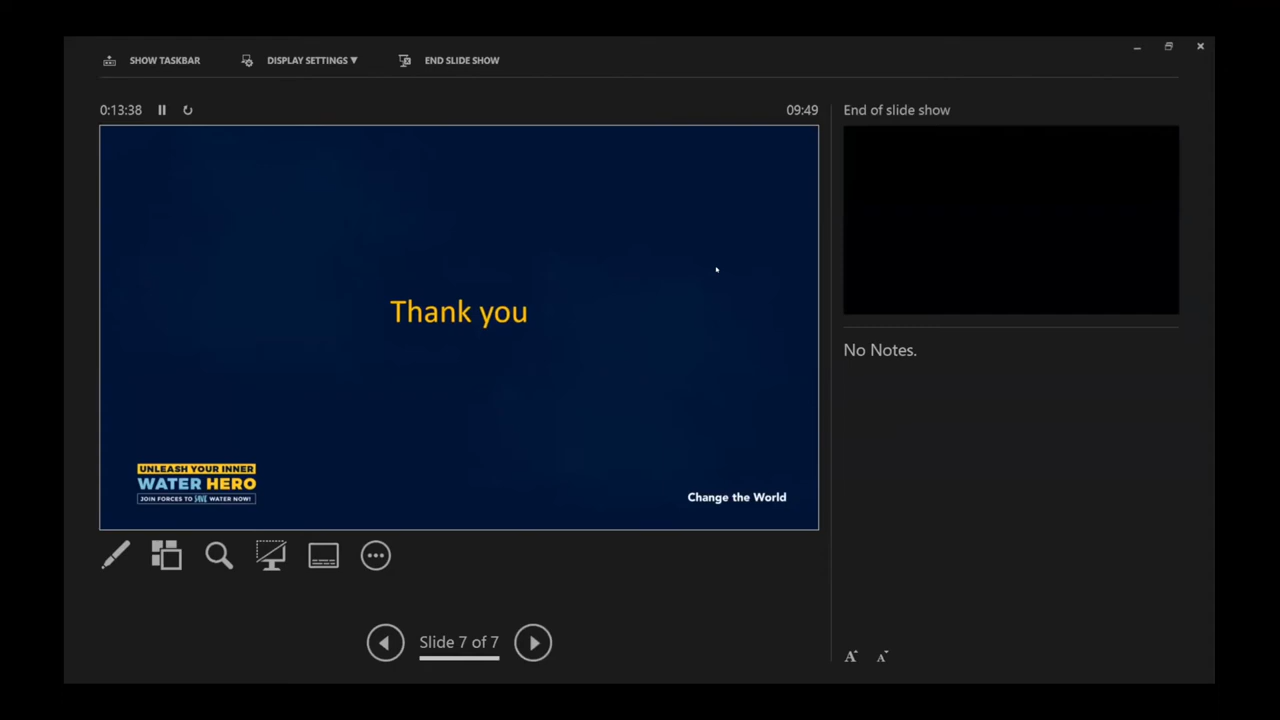 SHOW TASKBAR
DISPLAY SETTINGS ▼
END SLIDE SHOW
0:13:38
09:49
End of slide show
Thank you
UNLEASH YOUR INNER
WATER HERO
JOIN FORCES TO SAVE WATER NOW!
Change the World
No Notes.
Slide 7 of 7
A
A